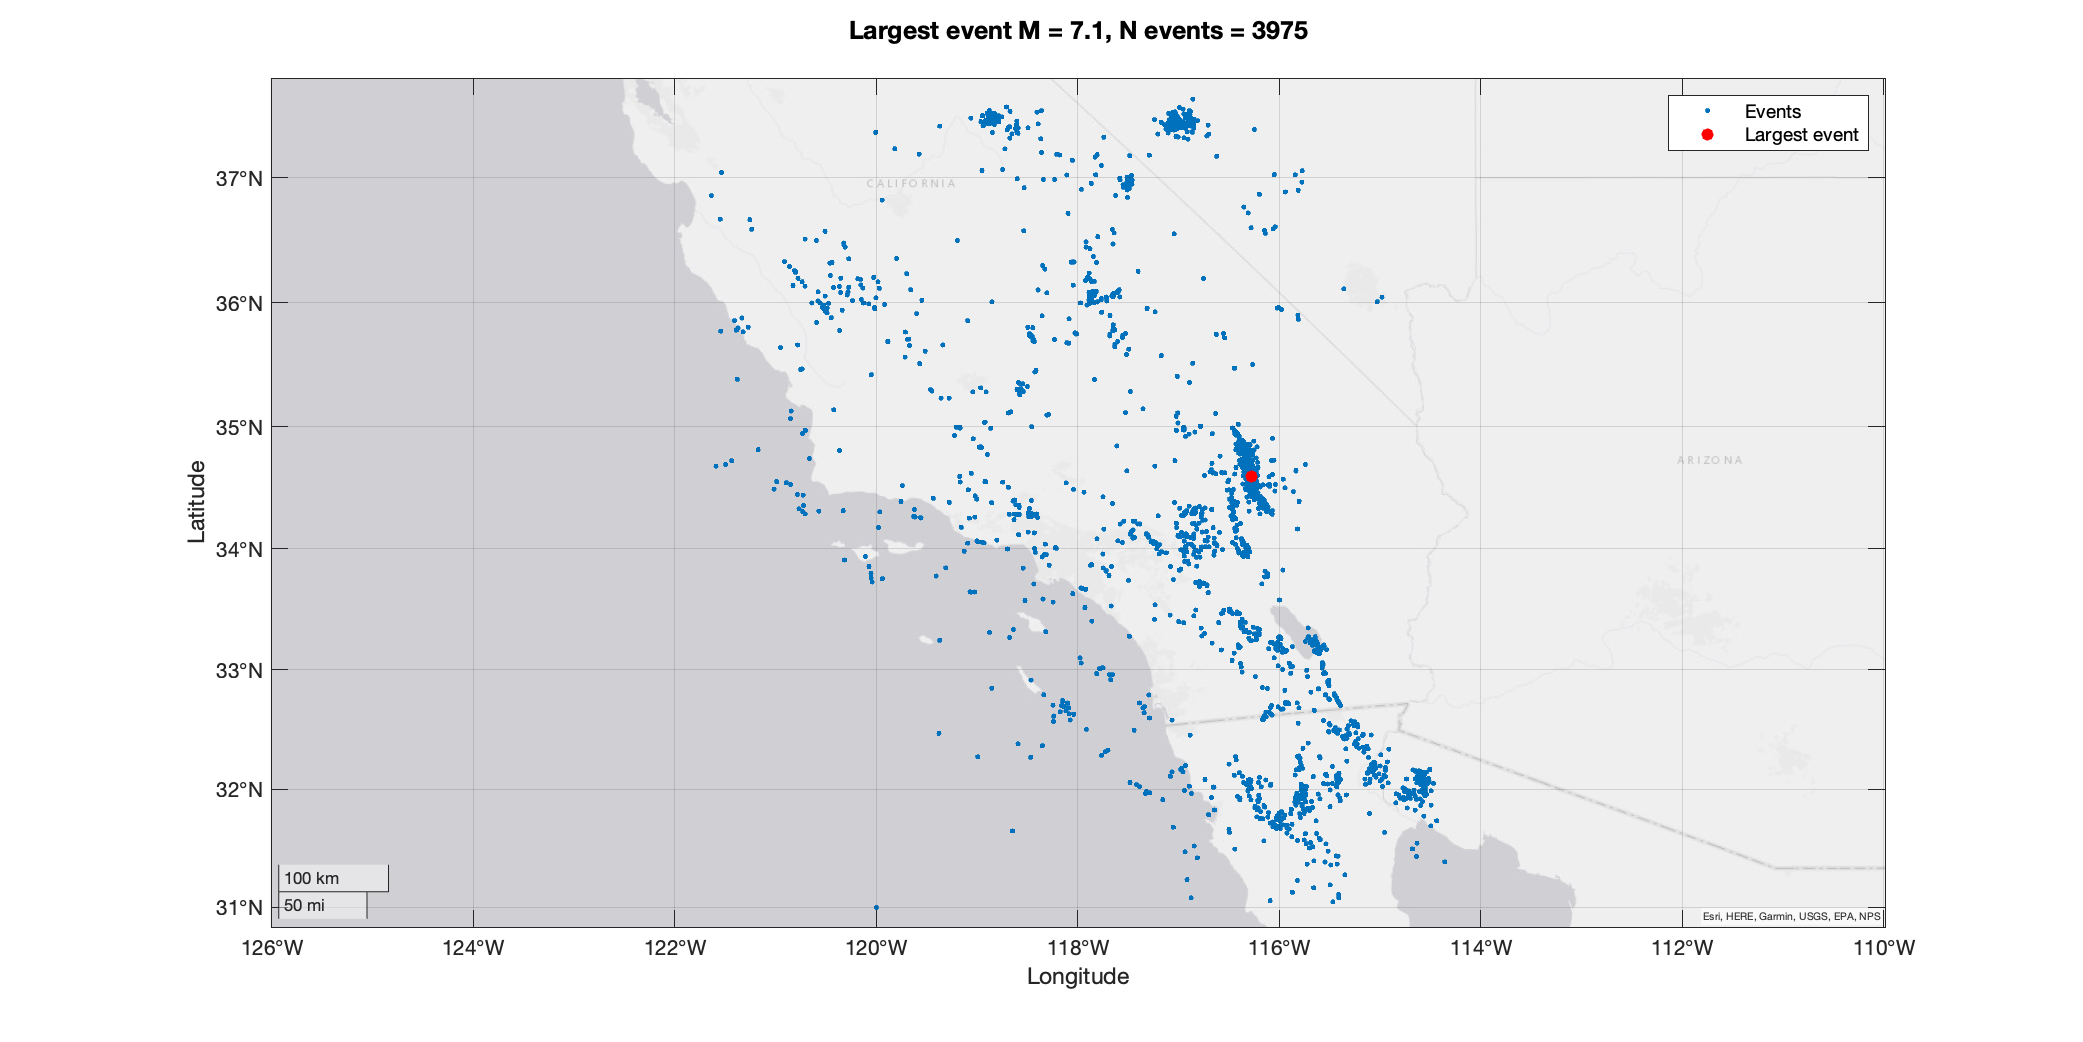 Largest event M = 7.1, N events = 3975
Events
Largest event
37°N
CALIFORNIA
36°N
35°N
ARIZONA
Latitude
34°N
33°N
32°N
100 km
50 mi
31°N
Esri, HERE, Garmin, USGS, EPA, NPS
126°W 124°W 122°W 120°W 118°W 116°W 114°W 112°W 110°W
Longitude